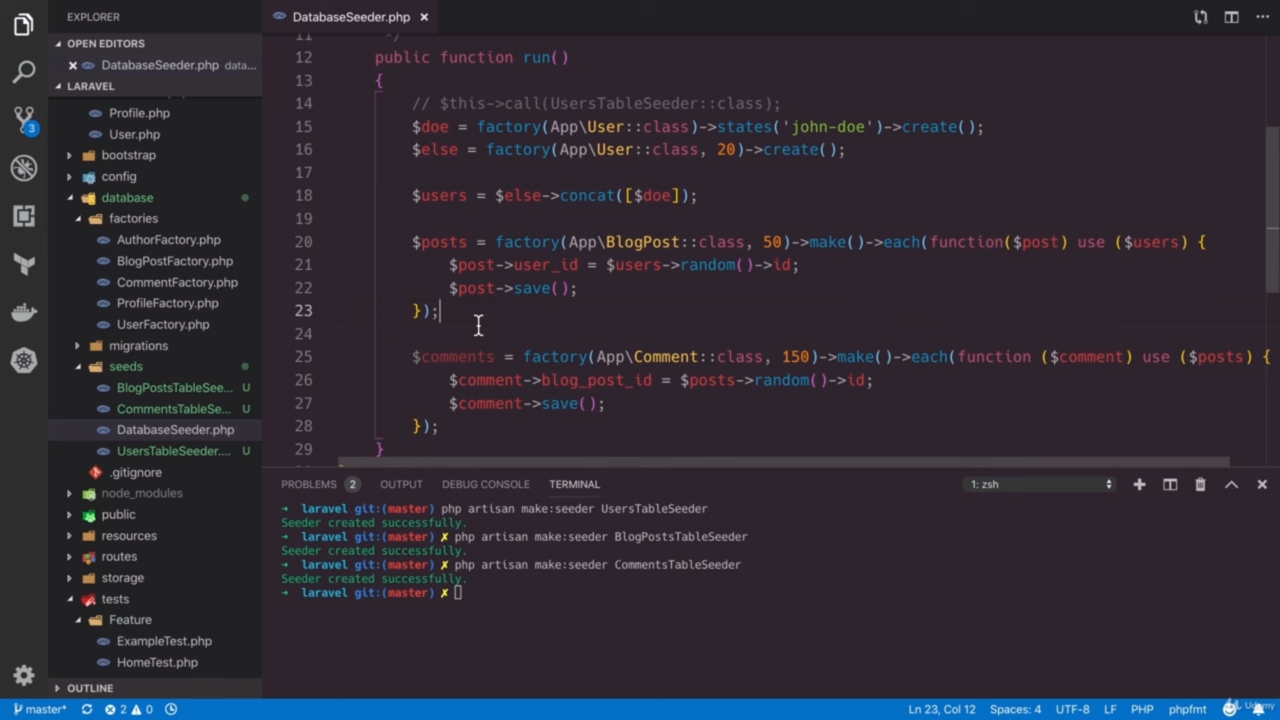 EXPLORER
OPEN EDITORS
DatabaseSeeder.php data...
LARAVEL
Profile.php
User.php
bootstrap
config
database
factories
AuthorFactory.php
BlogPostFactory.php
CommentFactory.php
ProfileFactory.php
UserFactory.php
migrations
seeds
BlogPostsTableSee... U
CommentsTableSe... U
DatabaseSeeder.php
UsersTableSeeder.... U
.gitignore
node_modules
public
resources
routes
storage
tests
Feature
ExampleTest.php
HomeTest.php
OUTLINE
3
DatabaseSeeder.php
11 */
12 public function run()
13 {
14 // $this->call(UsersTableSeeder::class);
15 $doe = factory(App\User::class)->states('john-doe')->create();
16 $else = factory(App\User::class, 20)->create();
17
18 $users = $else->concat([$doe]);
19
20 $posts = factory(App\BlogPost::class, 50)->make()->each(function($post) use ($users) {
21 $post->user_id = $users->random()->id;
22 $post->save();
23 });
24
25 $comments = factory(App\Comment::class, 150)->make()->each(function ($comment) use ($posts) {
26 $comment->blog_post_id = $posts->random()->id;
27 $comment->save();
28 });
29 }
PROBLEMS 2 OUTPUT DEBUG CONSOLE TERMINAL 1: zsh
➜ laravel git:(master) php artisan make:seeder UsersTableSeeder
Seeder created successfully.
➜ laravel git:(master) ✗ php artisan make:seeder BlogPostsTableSeeder
Seeder created successfully.
➜ laravel git:(master) ✗ php artisan make:seeder CommentsTableSeeder
Seeder created successfully.
➜ laravel git:(master) ✗
master* 2 0 Ln 23, Col 12 Spaces: 4 UTF-8 LF PHP phpfmt
Udemy